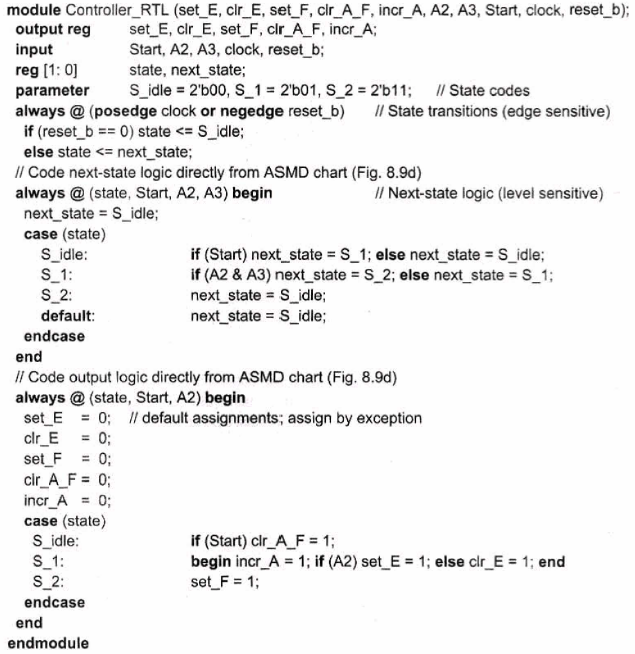 module Controller_RTL (set_E, clr_E, set_F, clr_A_F, incr_A, A2, A3, Start, clock, reset_b);
output reg set_E, clr_E, set_F, clr_A_F, incr_A;
input Start, A2, A3, clock, reset_b;
reg [1: 0] state, next_state;
parameter S_idle = 2'b00, S_1 = 2'b01, S_2 = 2'b11; // State codes
always @ (posedge clock or negedge reset_b) // State transitions (edge sensitive)
if (reset_b == 0) state <= S_idle;
else state <= next_state;
// Code next-state logic directly from ASMD chart (Fig. 8.9d)
always @ (state, Start, A2, A3) begin // Next-state logic (level sensitive)
next_state = S_idle;
case (state)
S_idle: if (Start) next_state = S_1; else next_state = S_idle;
S_1: if (A2 & A3) next_state = S_2; else next_state = S_1;
S_2: next_state = S_idle;
default: next_state = S_idle;
endcase
end
// Code output logic directly from ASMD chart (Fig. 8.9d)
always @ (state, Start, A2) begin
set_E = 0; // default assignments; assign by exception
clr_E = 0;
set_F = 0;
clr_A_F = 0;
incr_A = 0;
case (state)
S_idle: if (Start) clr_A_F = 1;
S_1: begin incr_A = 1; if (A2) set_E = 1; else clr_E = 1; end
S_2: set_F = 1;
endcase
end
endmodule